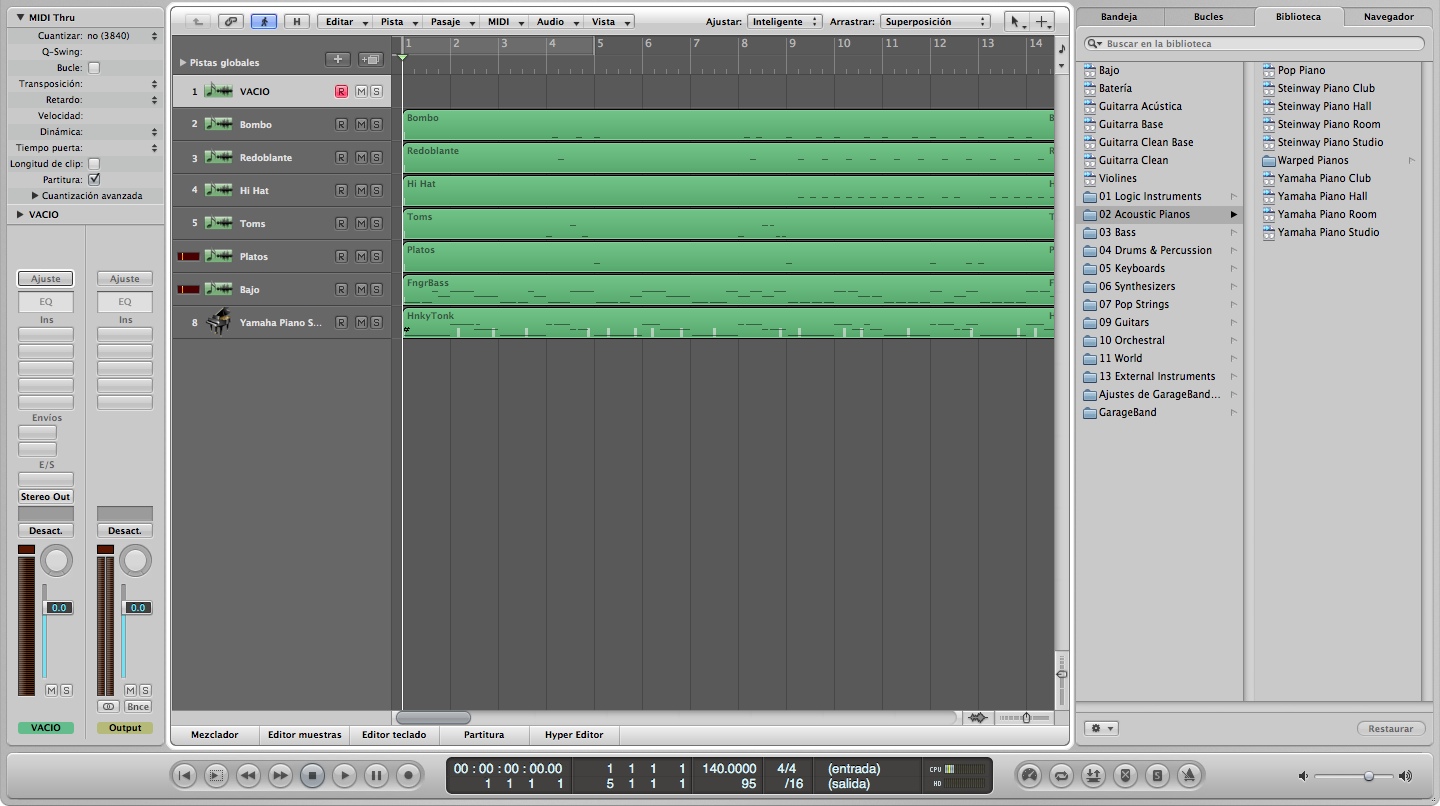 MIDI Thru
Cuantizar: no (3840)
Q-Swing:
Bucle:
Transposición:
Retardo:
Velocidad:
Dinámica:
Tiempo puerta:
Longitud de clip:
Partitura:
Cuantización avanzada
VACIO
Ajuste Ajuste
EQ EQ
Ins Ins
Envíos
E/S
Stereo Out
Desact. Desact.
0.0 0.0
M S M S
Bnce
VACIO Output
H Editar Pista Pasaje MIDI Audio Vista Ajustar: Inteligente Arrastrar: Superposición
Pistas globales
1 2 3 4 5 6 7 8 9 10 11 12 13 14
1 VACIO R M S
2 Bombo R M S
Bombo B
3 Redoblante R M S
Redoblante R
4 Hi Hat R M S
Hi Hat H
5 Toms R M S
Toms T
Platos R M S
Platos P
Bajo R M S
FngrBass F
8 Yamaha Piano S... R M S
HnkyTonk H
Mezclador Editor muestras Editor teclado Partitura Hyper Editor
Bandeja Bucles Biblioteca Navegador
Buscar en la biblioteca
Bajo
Batería
Guitarra Acústica
Guitarra Base
Guitarra Clean Base
Guitarra Clean
Violines
01 Logic Instruments
02 Acoustic Pianos
03 Bass
04 Drums & Percussion
05 Keyboards
06 Synthesizers
07 Pop Strings
09 Guitars
10 Orchestral
11 World
13 External Instruments
Ajustes de GarageBand...
GarageBand
Pop Piano
Steinway Piano Club
Steinway Piano Hall
Steinway Piano Room
Steinway Piano Studio
Warped Pianos
Yamaha Piano Club
Yamaha Piano Hall
Yamaha Piano Room
Yamaha Piano Studio
Restaurar
00 : 00 : 00 : 00.00 1 1 1 1 140.0000 4/4 (entrada) CPU
1 1 1 1 5 1 1 1 95 /16 (salida) HD
S